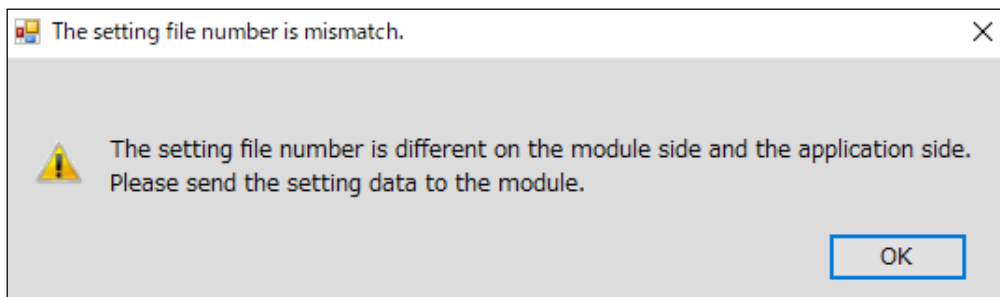 The setting file number is mismatch.
The setting file number is different on the module side and the application side.
Please send the setting data to the module.
OK